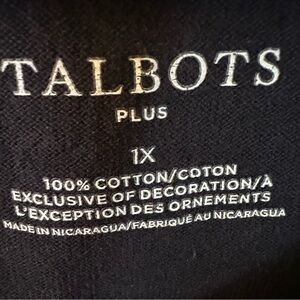 TALBOTS
PLUS
1X
100% COTTON/COTON
EXCLUSIVE OF DECORATION/À
L'EXCEPTION DES ORNEMENTS
MADE IN NICARAGUA/FABRIQUÉ AU NICARAGUA